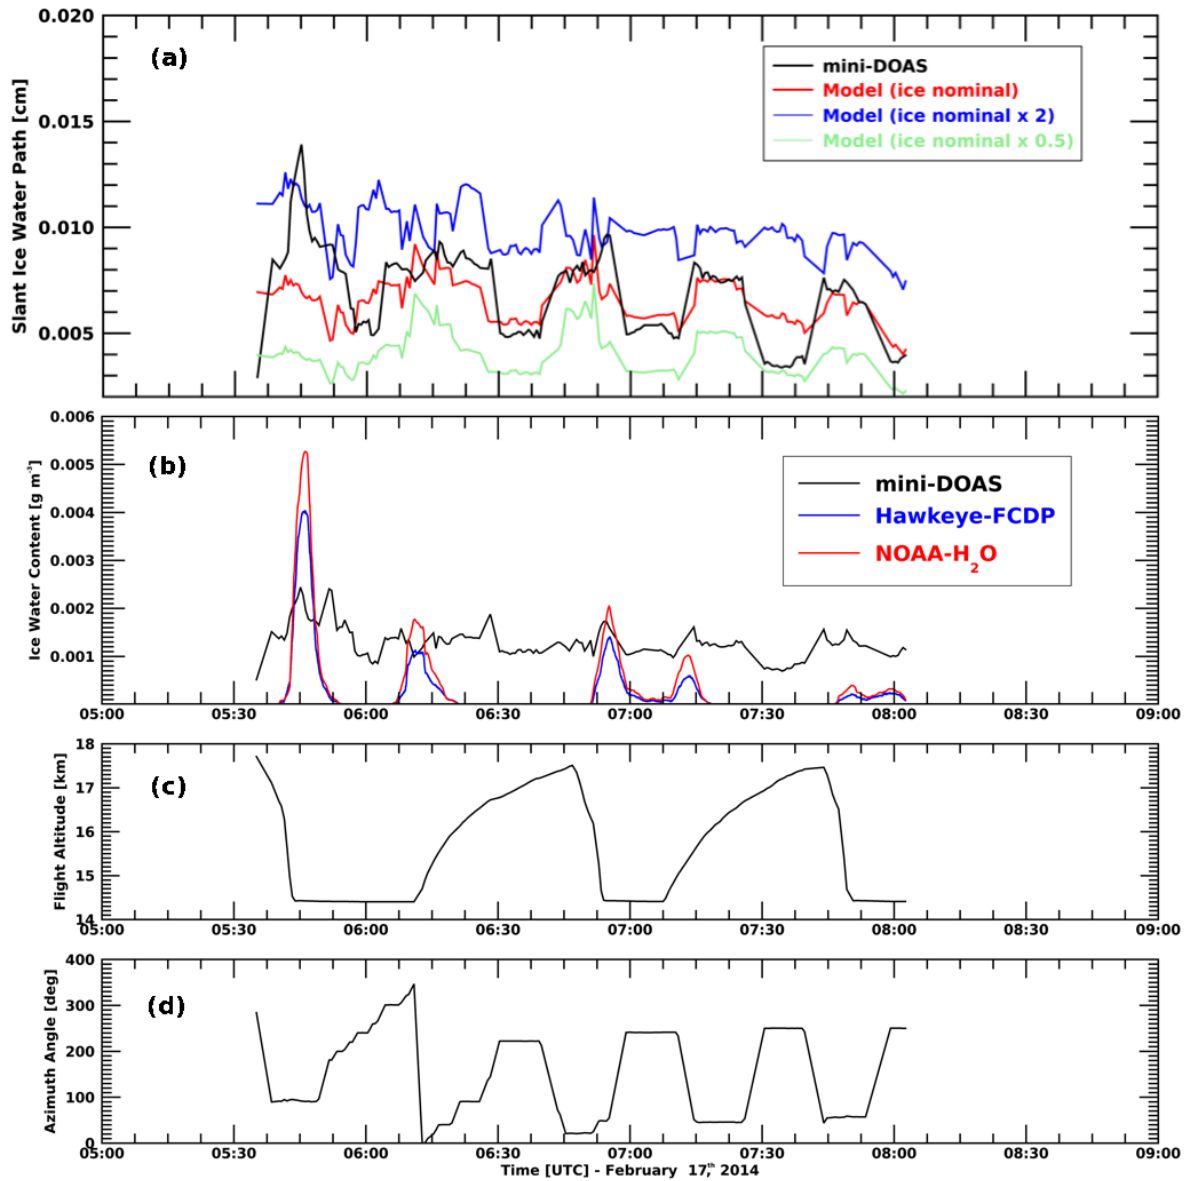 0.020
0.015
0.010
0.005
Slant Ice Water Path [cm]
(a)
mini-DOAS
Model (ice nominal)
Model (ice nominal x 2)
Model (ice nominal x 0.5)
0.006
0.005
0.004
0.003
0.002
0.001
Ice Water Content [g m-3]
(b)
mini-DOAS
Hawkeye-FCDP
NOAA-H2O
05:00 05:30 06:00 06:30 07:00 07:30 08:00 08:30 09:00
18
17
16
15
14
Flight Altitude [km]
(c)
05:00 05:30 06:00 06:30 07:00 07:30 08:00 08:30 09:00
400
300
200
100
0
Azimuth Angle [deg]
(d)
05:00 05:30 06:00 06:30 07:00 07:30 08:00 08:30 09:00
Time [UTC] - February 17,th 2014